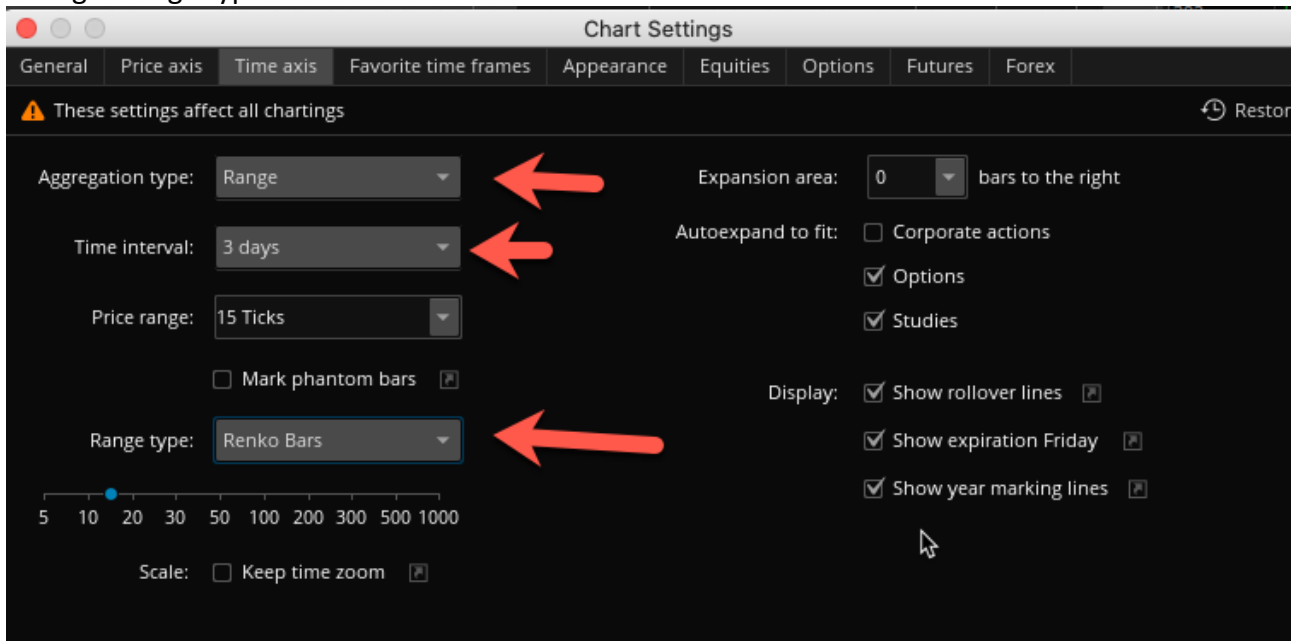 Chart Settings
General Price axis Time axis Favorite time frames Appearance Equities Options Futures Forex
These settings affect all chartings
Restor
Aggregation type: Range
Expansion area: 0 bars to the right
Time interval: 3 days
Autoexpand to fit: Corporate actions
Options
Price range: 15 Ticks
Studies
Mark phantom bars
Display: Show rollover lines
Range type: Renko Bars
Show expiration Friday
Show year marking lines
5 10 20 30 50 100 200 300 500 1000
Scale: Keep time zoom